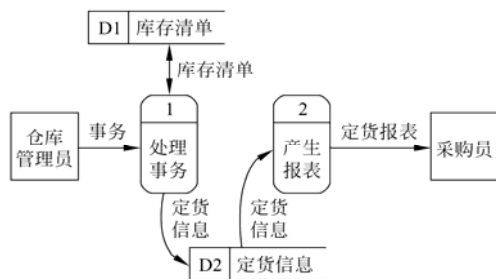 D1 库存清单
库存清单
1
2
仓库
管理员
事务
处理
事务
产生
报表
定货报表
采购员
定货
信息
定货
信息
D2 定货信息